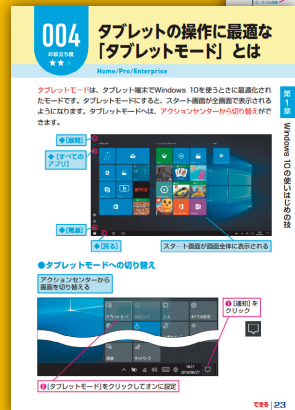 004
お役立ち度
★★
タブレットの操作に最適な
「タブレットモード」とは
Home/Pro/Enterprise
タブレットモードは、タブレット端末でWindows 10を使うときに最適化され
たモードです。タブレットモードにすると、スタート画面が全画面で表示される
ようになります。タブレットモードへは、アクションセンターから切り替えがで
きます。
◆[展開]
◆[すべての
アプリ]
◆[電源]
◆[戻る]
スタート画面が画面全体に表示される
●タブレットモードへの切り替え
アクションセンターから
画面を切り替える
❶[通知]を
クリック
❷[タブレットモード]をクリックしてオンに設定
第1章
Windows 10の使いはじめの技
できる
23